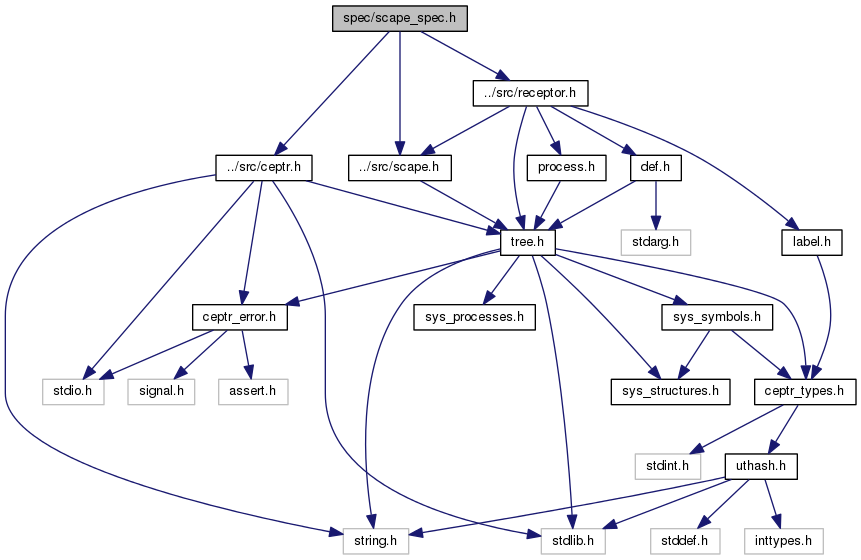 spec/scape_spec.h
../src/receptor.h
../src/ceptr.h
../src/scape.h
process.h
def.h
tree.h
stdarg.h
label.h
ceptr_error.h
sys_processes.h
sys_symbols.h
stdio.h
signal.h
assert.h
sys_structures.h
ceptr_types.h
stdint.h
uthash.h
string.h
stdlib.h
stddef.h
inttypes.h